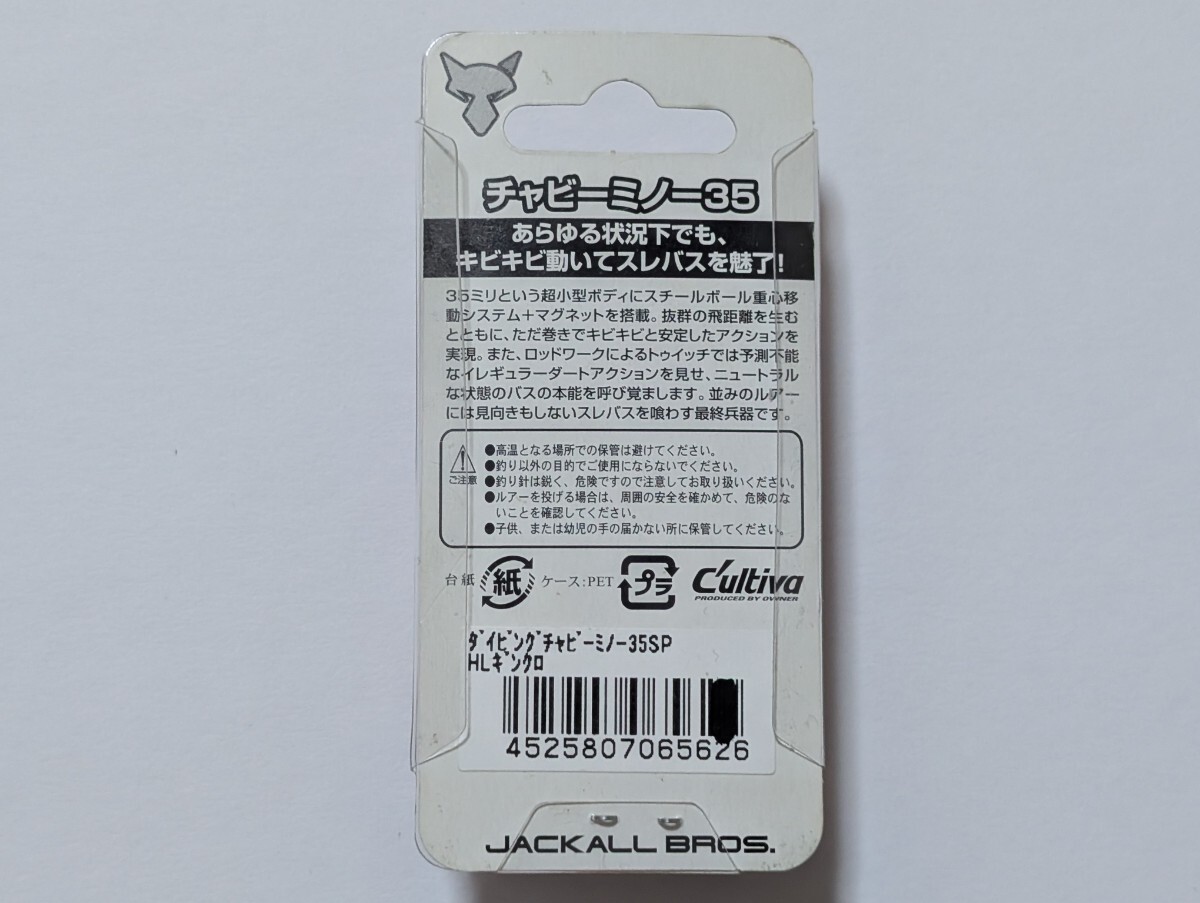 チャビーミノー35
あらゆる状況下でも、
キビキビ動いてスレバスを魅了!
35ミリという超小型ボディにスチールボール重心移
動システム+マグネットを搭載。抜群の飛距離を生む
とともに、ただ巻きでキビキビと安定したアクションを
実現。また、ロッドワークによるトゥイッチでは予測不能
なイレギュラーダートアクションを見せ、ニュートラル
な状態のバスの本能を呼び覚まします。並みのルアー
には見向きもしないスレバスを喰わす最終兵器です。
●高温となる場所での保管は避けてください。
●釣り以外の目的でご使用にならないでください。
ご注意 ●釣り針は鋭く、危険ですので注意してお取り扱いください。
●ルアーを投げる場合は、周囲の安全を確かめて、危険のな
いことを確認してください。
●子供、または幼児の手の届かない所に保管してください。
台紙 紙 ケース:PET プラ C'ultiva
PRODUCED BY OWNER
ﾀﾞｲﾋﾞﾝｸﾞﾁｬﾋﾞｰﾐﾉｰ35SP
HLｷﾞﾝｸﾛ
4525807065626
JACKALL BROS.